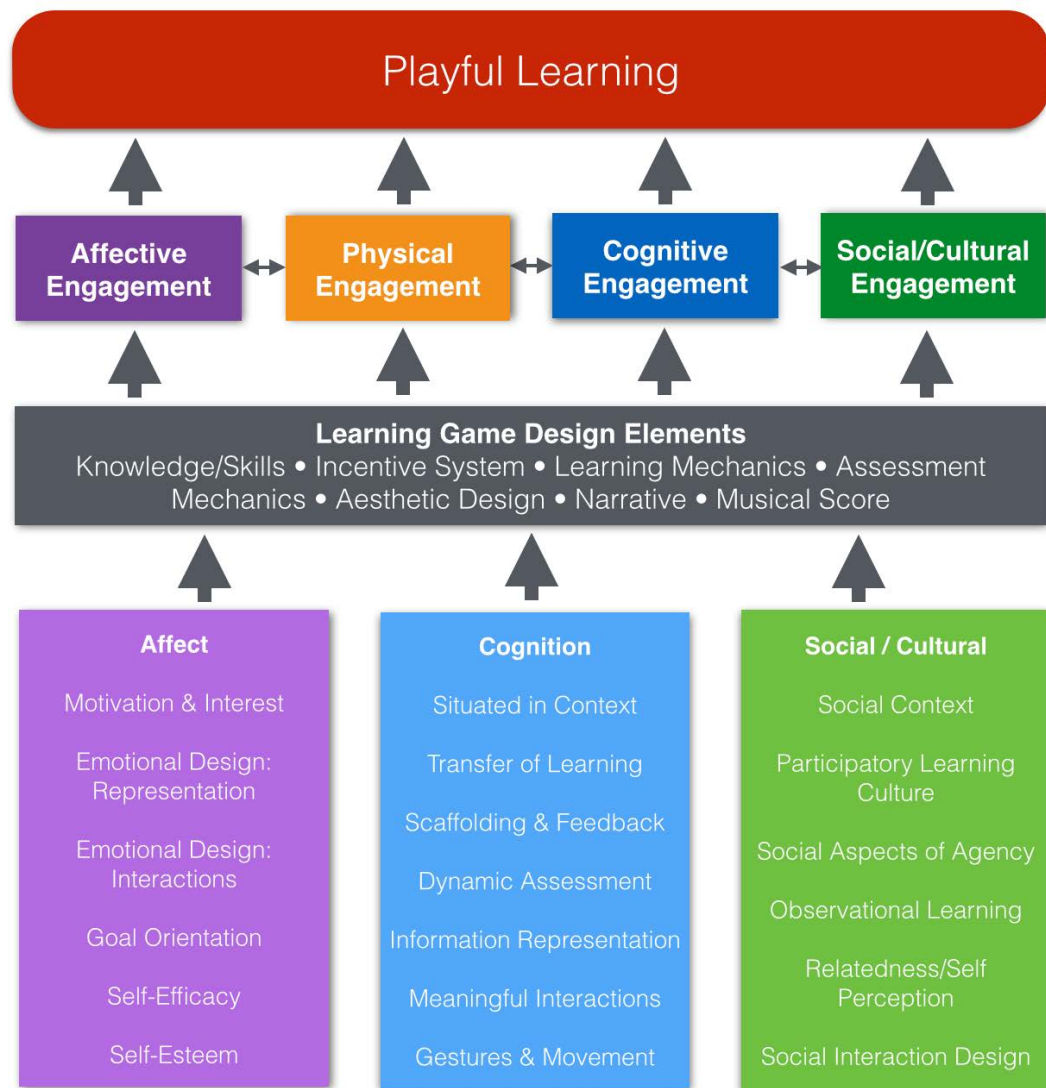 Playful Learning
Affective
Engagement
Physical
Engagement
Cognitive
Engagement
Social/Cultural
Engagement
Learning Game Design Elements
Knowledge/Skills • Incentive System • Learning Mechanics • Assessment
Mechanics • Aesthetic Design • Narrative • Musical Score
Affect
Motivation & Interest
Emotional Design:
Representation
Emotional Design:
Interactions
Goal Orientation
Self-Efficacy
Self-Esteem
Cognition
Situated in Context
Transfer of Learning
Scaffolding & Feedback
Dynamic Assessment
Information Representation
Meaningful Interactions
Gestures & Movement
Social / Cultural
Social Context
Participatory Learning
Culture
Social Aspects of Agency
Observational Learning
Relatedness/Self
Perception
Social Interaction Design